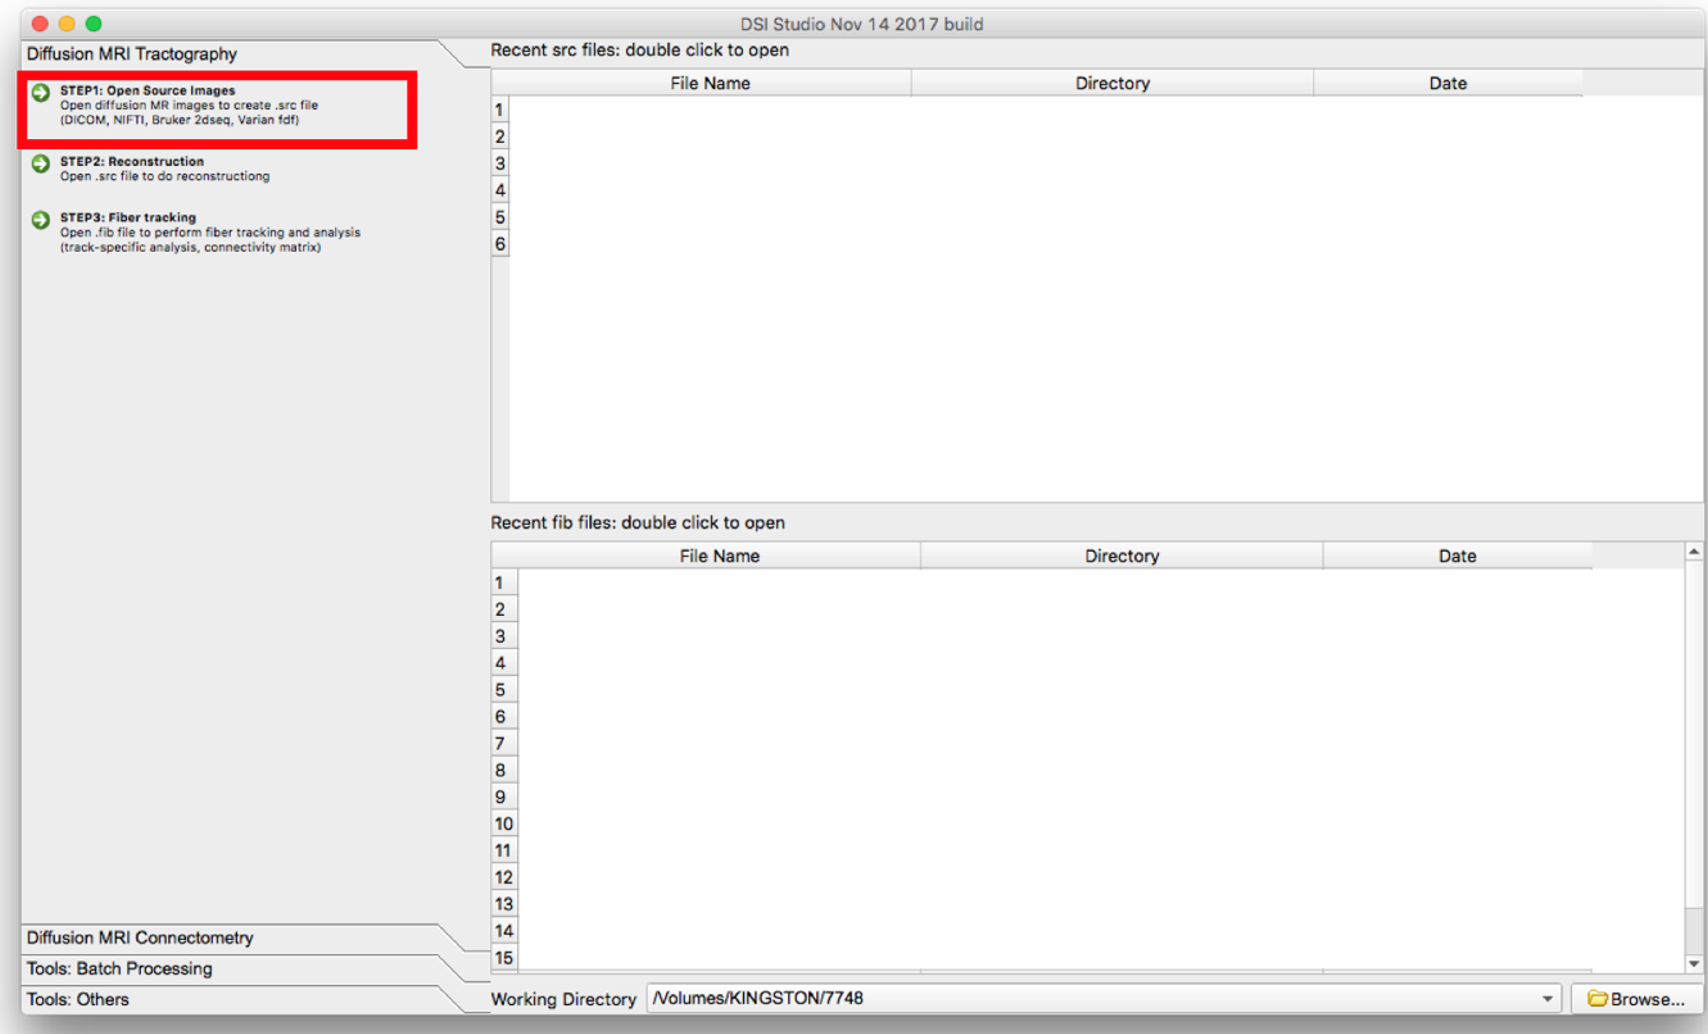 DSI Studio Nov 14 2017 build
Diffusion MRI Tractography
STEP1: Open Source Images
Open diffusion MR images to create .src file
(DICOM, NIFTI, Bruker 2dseq, Varian fdf)
STEP2: Reconstruction
Open .src file to do reconstructiong
STEP3: Fiber tracking
Open .fib file to perform fiber tracking and analysis
(track-specific analysis, connectivity matrix)
Diffusion MRI Connectometry
Tools: Batch Processing
Tools: Others
Recent src files: double click to open
File Name Directory Date
1
2
3
4
5
6
Recent fib files: double click to open
File Name Directory Date
1
2
3
4
5
6
7
8
9
10
11
12
13
14
15
Working Directory /Volumes/KINGSTON/7748 Browse...